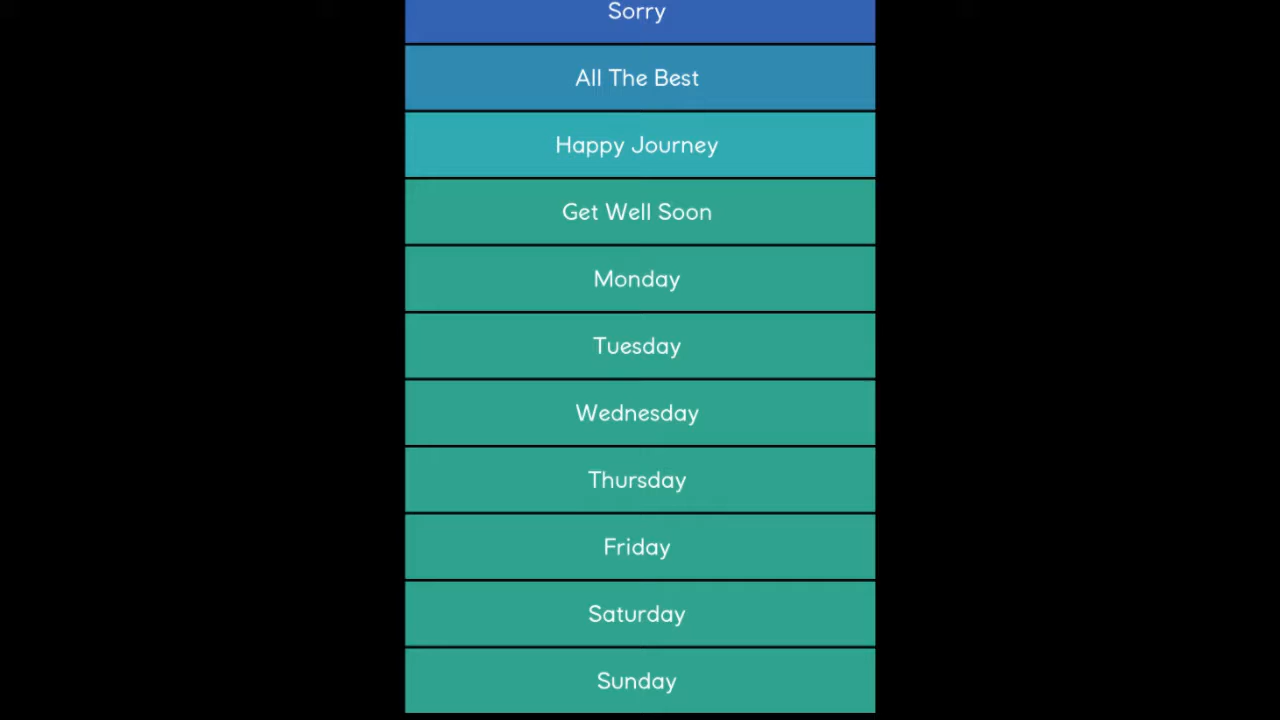 Sorry
All The Best
Happy Journey
Get Well Soon
Monday
Tuesday
Wednesday
Thursday
Friday
Saturday
Sunday